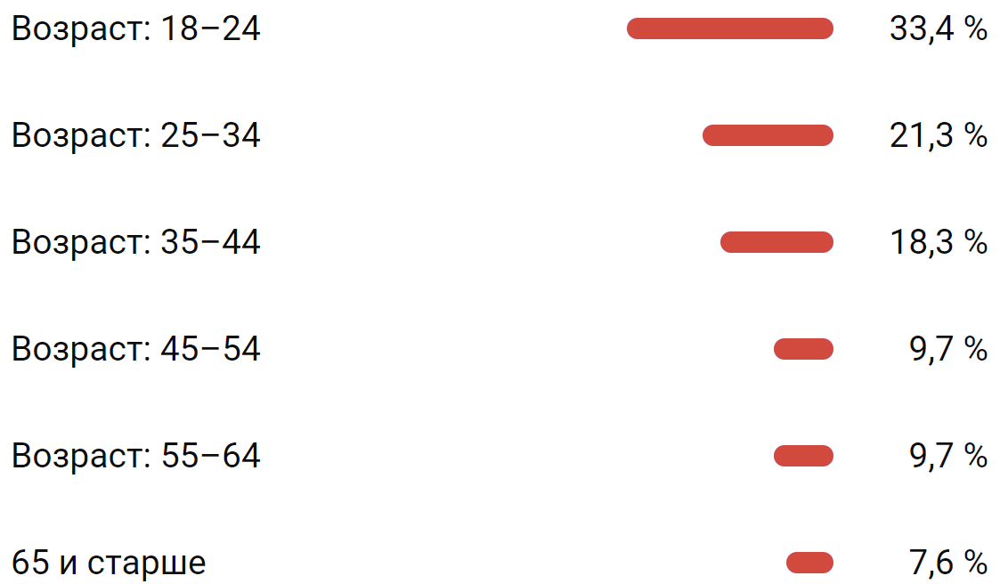 Возраст: 18–24 33,4 %
Возраст: 25–34 21,3 %
Возраст: 35–44 18,3 %
Возраст: 45–54 9,7 %
Возраст: 55–64 9,7 %
65 и старше 7,6 %